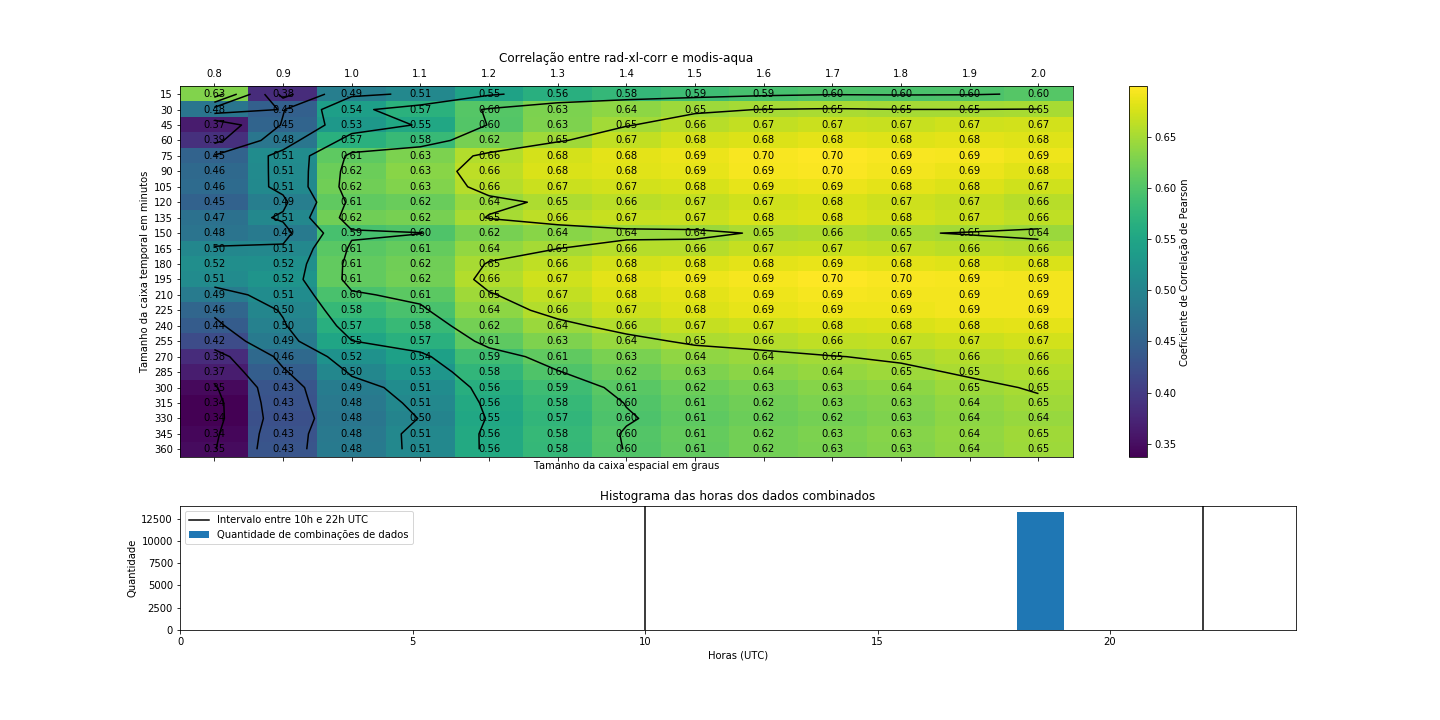 Correlação entre rad-xl-corr e modis-aqua
0.8 0.9 1.0 1.1 1.2 1.3 1.4 1.5 1.6 1.7 1.8 1.9 2.0
15 0.63 0.38 0.49 0.51 0.55 0.56 0.58 0.59 0.59 0.60 0.60 0.60 0.60
30 0.48 0.43 0.54 0.57 0.60 0.63 0.64 0.65 0.65 0.65 0.65 0.65 0.65
45 0.37 0.45 0.53 0.55 0.60 0.63 0.65 0.66 0.67 0.67 0.67 0.67 0.67
60 0.39 0.48 0.57 0.58 0.62 0.65 0.67 0.68 0.68 0.68 0.68 0.68 0.68
75 0.45 0.51 0.61 0.63 0.66 0.68 0.68 0.69 0.70 0.70 0.69 0.69 0.69
90 0.46 0.51 0.62 0.63 0.66 0.68 0.68 0.69 0.69 0.70 0.69 0.69 0.68
105 0.46 0.51 0.62 0.63 0.66 0.67 0.67 0.68 0.69 0.69 0.68 0.68 0.67
120 0.45 0.49 0.61 0.62 0.64 0.65 0.66 0.67 0.67 0.68 0.67 0.67 0.66
135 0.47 0.51 0.62 0.62 0.65 0.66 0.67 0.67 0.68 0.68 0.67 0.67 0.66
150 0.48 0.49 0.59 0.60 0.62 0.64 0.64 0.64 0.65 0.66 0.65 0.65 0.64
165 0.50 0.51 0.61 0.61 0.64 0.65 0.66 0.66 0.67 0.67 0.67 0.66 0.66
180 0.52 0.52 0.61 0.62 0.65 0.66 0.67 0.68 0.68 0.69 0.68 0.68 0.68
195 0.51 0.52 0.61 0.62 0.66 0.67 0.68 0.69 0.69 0.70 0.70 0.69 0.69
210 0.49 0.51 0.60 0.61 0.65 0.67 0.68 0.68 0.69 0.69 0.69 0.69 0.69
225 0.46 0.50 0.58 0.59 0.64 0.66 0.67 0.68 0.69 0.69 0.69 0.69 0.69
240 0.44 0.50 0.57 0.58 0.62 0.64 0.66 0.67 0.67 0.68 0.68 0.68 0.68
255 0.42 0.49 0.55 0.57 0.61 0.63 0.64 0.65 0.66 0.66 0.67 0.67 0.67
270 0.38 0.46 0.52 0.54 0.59 0.61 0.63 0.64 0.64 0.65 0.65 0.66 0.66
285 0.37 0.45 0.50 0.53 0.58 0.60 0.62 0.63 0.64 0.64 0.65 0.65 0.66
300 0.35 0.43 0.49 0.51 0.56 0.59 0.61 0.62 0.63 0.63 0.64 0.65 0.65
315 0.34 0.43 0.48 0.51 0.56 0.58 0.60 0.61 0.62 0.63 0.63 0.64 0.65
330 0.34 0.43 0.48 0.50 0.55 0.57 0.60 0.61 0.62 0.62 0.63 0.64 0.64
345 0.34 0.43 0.48 0.51 0.56 0.58 0.60 0.61 0.62 0.63 0.63 0.64 0.65
360 0.35 0.43 0.48 0.51 0.56 0.58 0.60 0.61 0.62 0.63 0.63 0.64 0.65
Tamanho da caixa temporal em minutos
Tamanho da caixa espacial em graus
0.65
0.60
0.55
0.50
0.45
0.40
0.35
Coeficiente de Correlação de Pearson
Histograma das horas dos dados combinados
Intervalo entre 10h e 22h UTC
Quantidade de combinações de dados
12500
10000
7500
5000
2500
0
Quantidade
0 5 10 15 20
Horas (UTC)